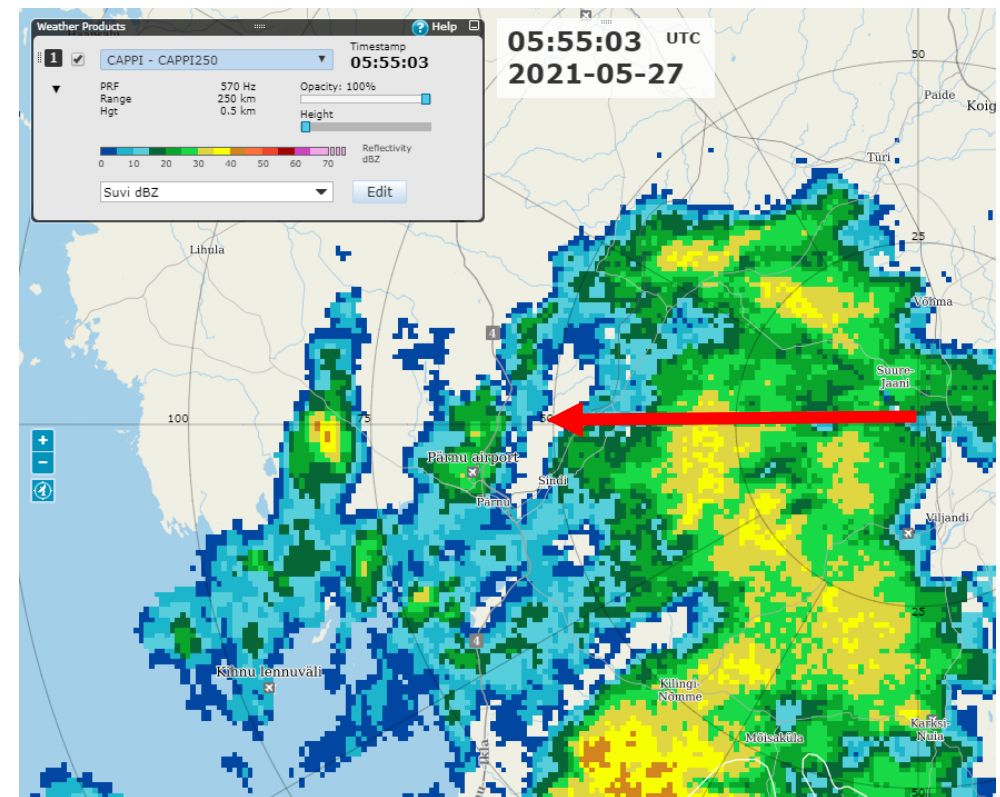 Weather Products
? Help
1
CAPPI - CAPPI250
Timestamp
05:55:03
PRF 570 Hz
Range 250 km
Hgt 0.5 km
Opacity: 100%
Height
0 10 20 30 40 50 60 70
Reflectivity
dBZ
Suvi dBZ
Edit
05:55:03 UTC
2021-05-27
50
Paide
Koig
Türi
25
Lihula
Võhma
4
Suure-
Jaani
100
75
50
+
−
Pärnu airport
Sindi
Pärnu
Viljandi
25
4
Kihnu lennuväli
Kilingi-
Nõmme
Karksi-
Nuia
Mõisaküla
Ikla
50